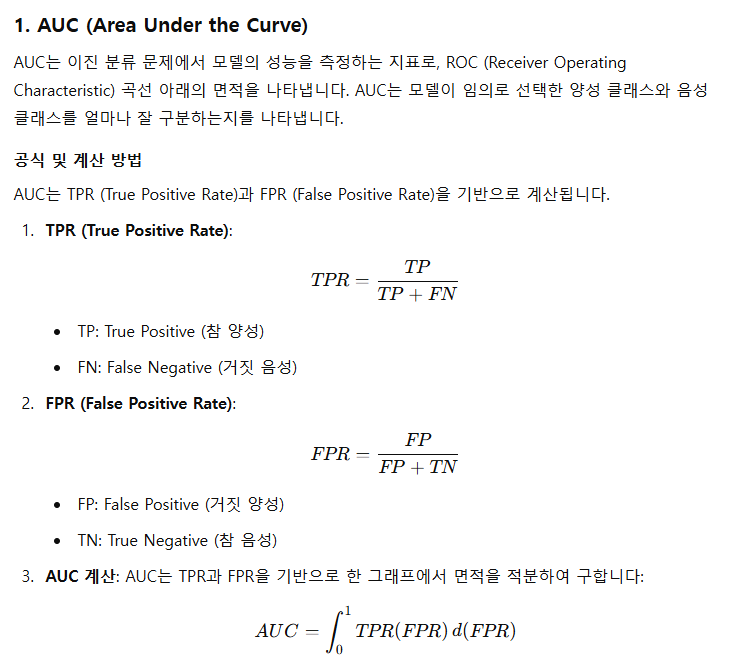 1. AUC (Area Under the Curve)
AUC는 이진 분류 문제에서 모델의 성능을 측정하는 지표로, ROC (Receiver Operating
Characteristic) 곡선 아래의 면적을 나타냅니다. AUC는 모델이 임의로 선택한 양성 클래스와 음성
클래스를 얼마나 잘 구분하는지를 나타냅니다.
공식 및 계산 방법
AUC는 TPR (True Positive Rate)과 FPR (False Positive Rate)을 기반으로 계산됩니다.
1. TPR (True Positive Rate):
TPR = TP / (TP + FN)
• TP: True Positive (참 양성)
• FN: False Negative (거짓 음성)
2. FPR (False Positive Rate):
FPR = FP / (FP + TN)
• FP: False Positive (거짓 양성)
• TN: True Negative (참 음성)
3. AUC 계산: AUC는 TPR과 FPR을 기반으로 한 그래프에서 면적을 적분하여 구합니다:
AUC = ∫₀¹ TPR(FPR) d(FPR)